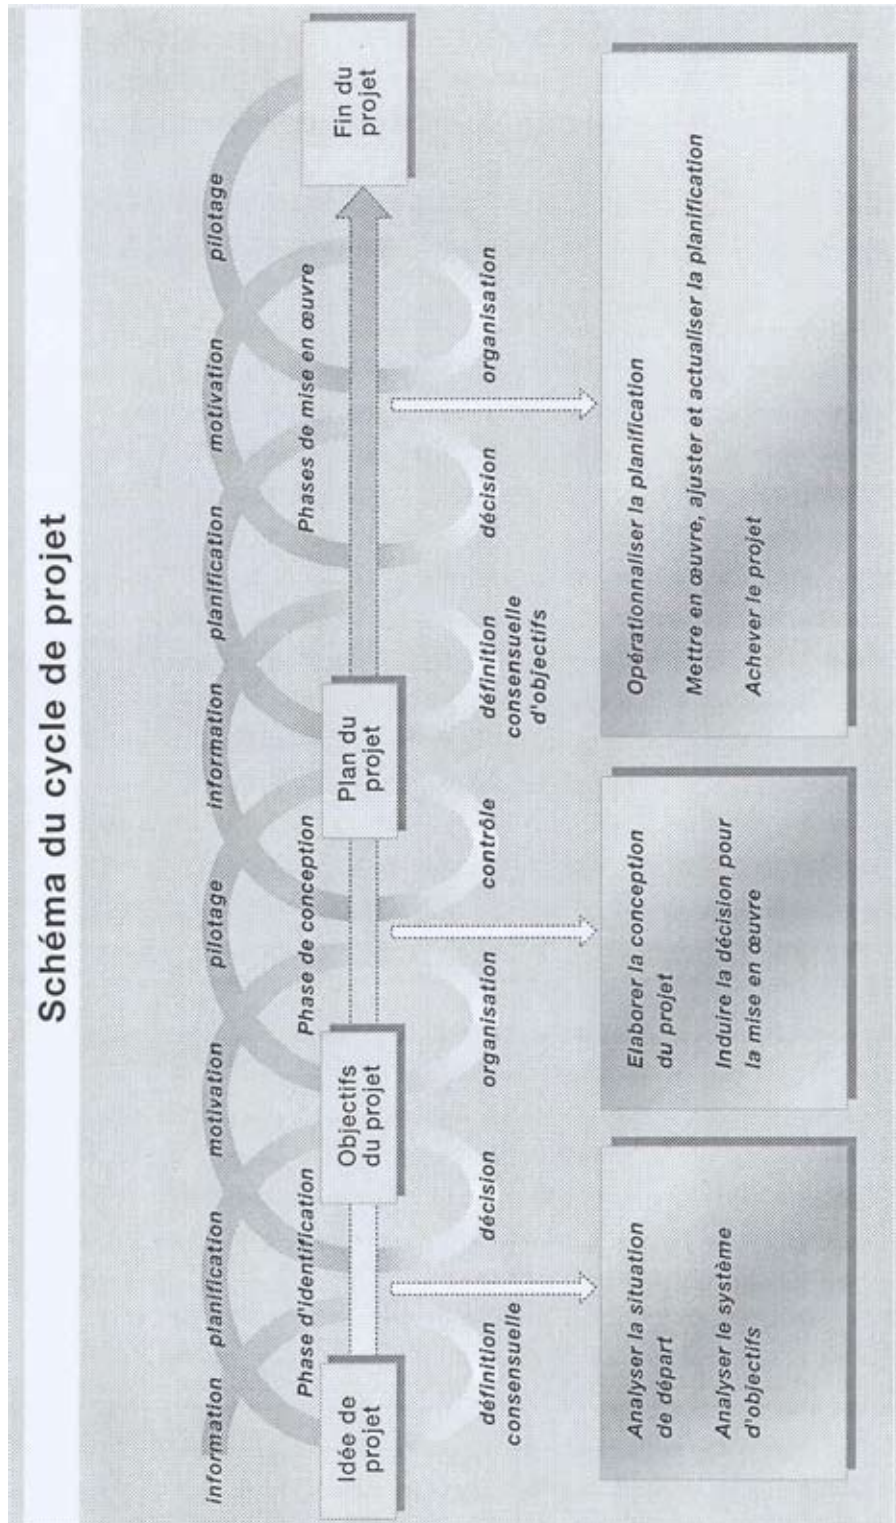 Schéma du cycle de projet
information
planification
motivation
pilotage
information
planification
motivation
pilotage
Phase d'identification
Phase de conception
Phases de mise en œuvre
Idée de
projet
Objectifs
du projet
Plan du
projet
Fin du
projet
définition
consensuelle
décision
organisation
contrôle
définition
consensuelle
d'objectifs
décision
organisation
Analyser la situation
de départ
Analyser le système
d'objectifs
Elaborer la conception
du projet
Induire la décision pour
la mise en œuvre
Opérationnaliser la planification
Mettre en œuvre, ajuster et actualiser la planification
Achever le projet